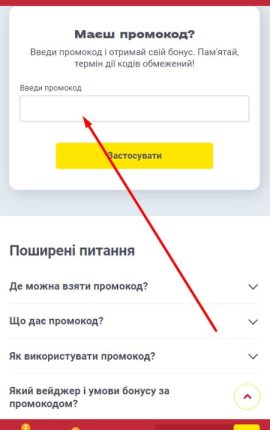 Маєш промокод?
Введи промокод і отримай свій бонус. Пам'ятай,
термін дії кодів обмежений!
Введи промокод
Застосувати
Поширені питання
Де можна взяти промокод?
Що дає промокод?
Як використувати промокод?
Який вейджер і умови бонусу за
промокодом?